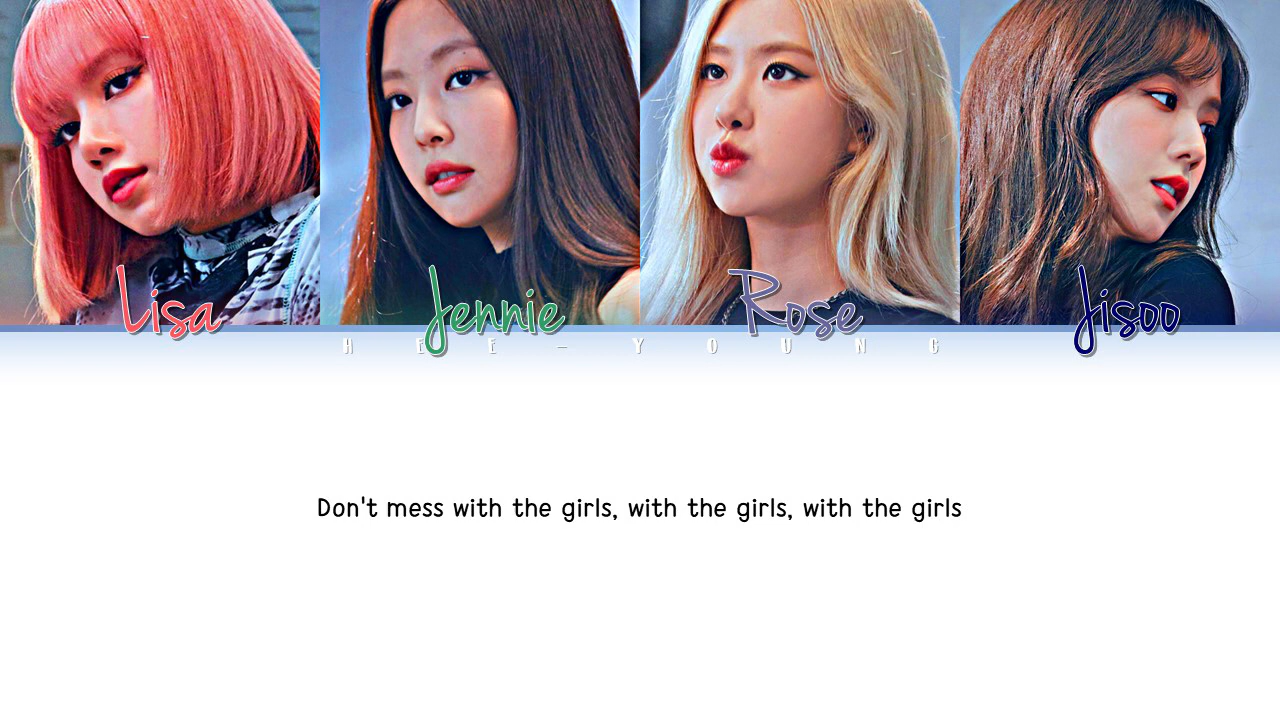 Lisa Jennie Rose Jisoo
HEE-YOUNG
Don't mess with the girls, with the girls, with the girls